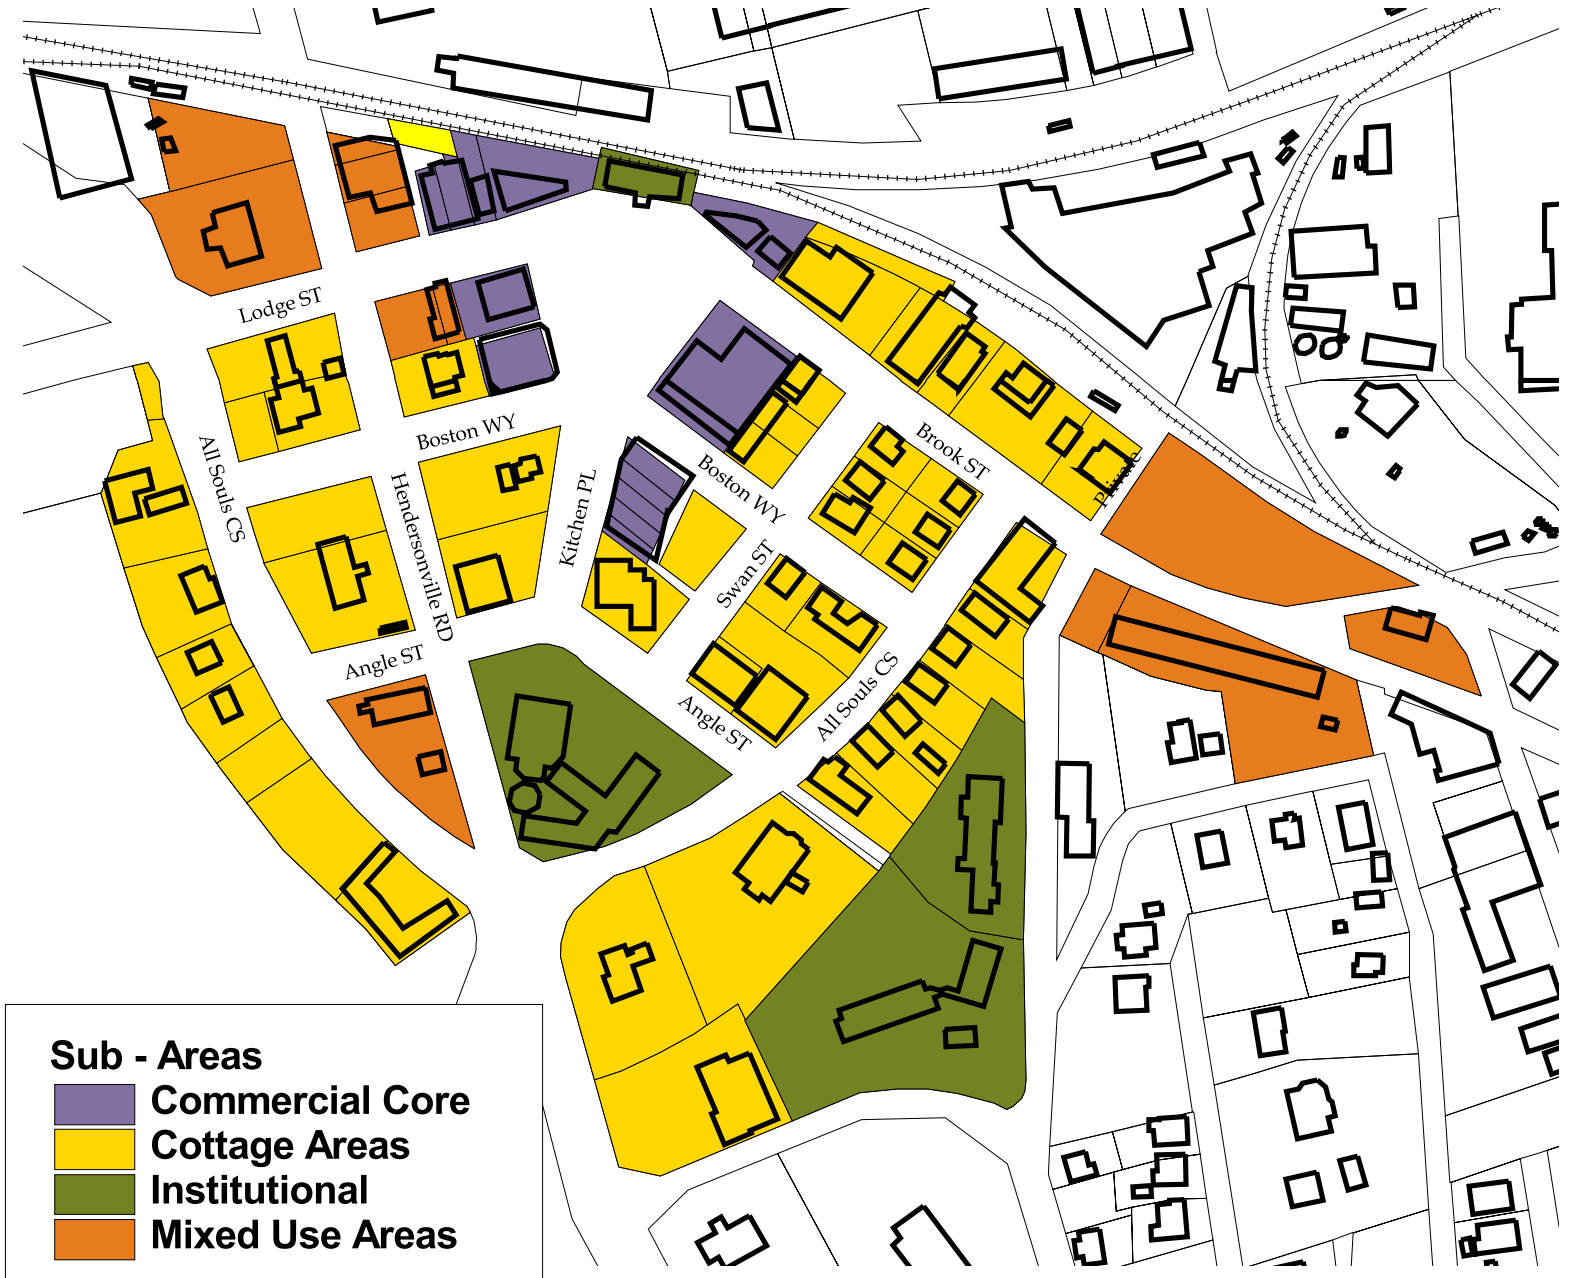 Lodge ST
All Souls CS
Boston WY
Hendersonville RD
Kitchen PL
Boston WY
Brook ST
Private
Swan ST
Angle ST
Angle ST
All Souls CS
Sub - Areas
Commercial Core
Cottage Areas
Institutional
Mixed Use Areas